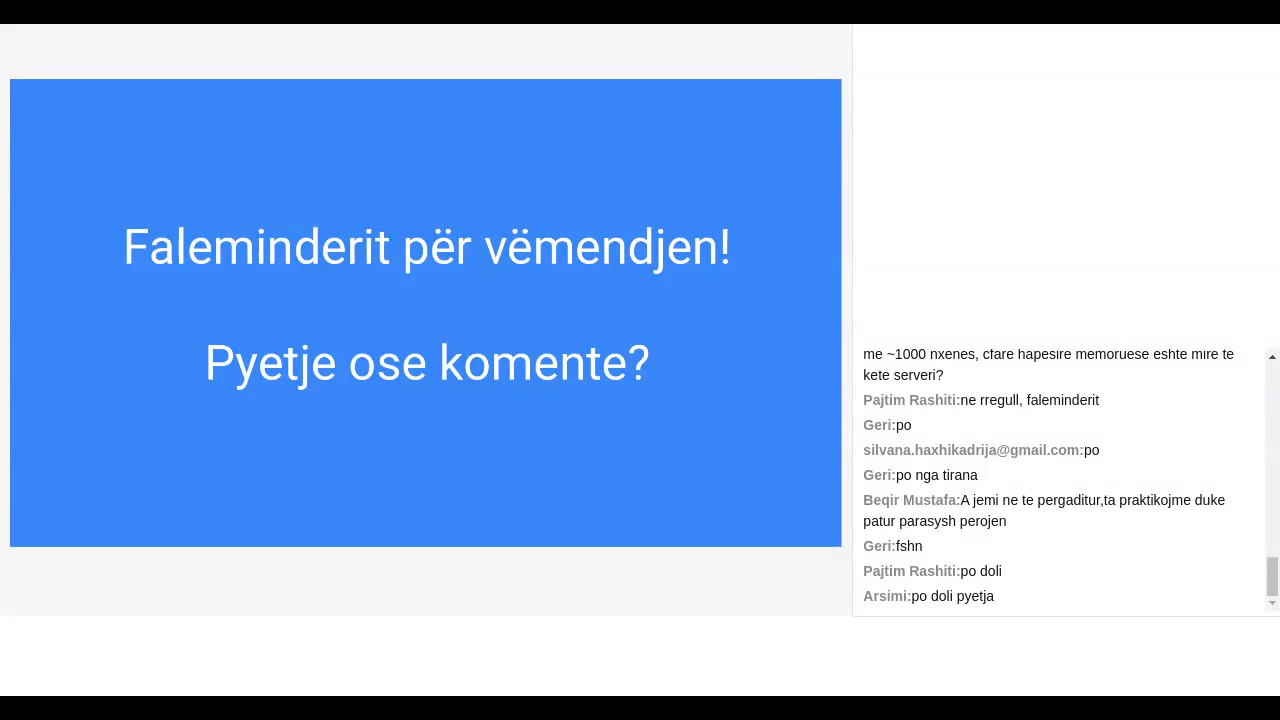 Faleminderit për vëmendjen!
Pyetje ose komente?
me ~1000 nxenes, cfare hapesire memoruese eshte mire te
kete serveri?
Pajtim Rashiti:ne rregull, faleminderit
Geri:po
silvana.haxhikadrija@gmail.com:po
Geri:po nga tirana
Beqir Mustafa:A jemi ne te pergaditur,ta praktikojme duke
patur parasysh perojen
Geri:fshn
Pajtim Rashiti:po doli
Arsimi:po doli pyetja